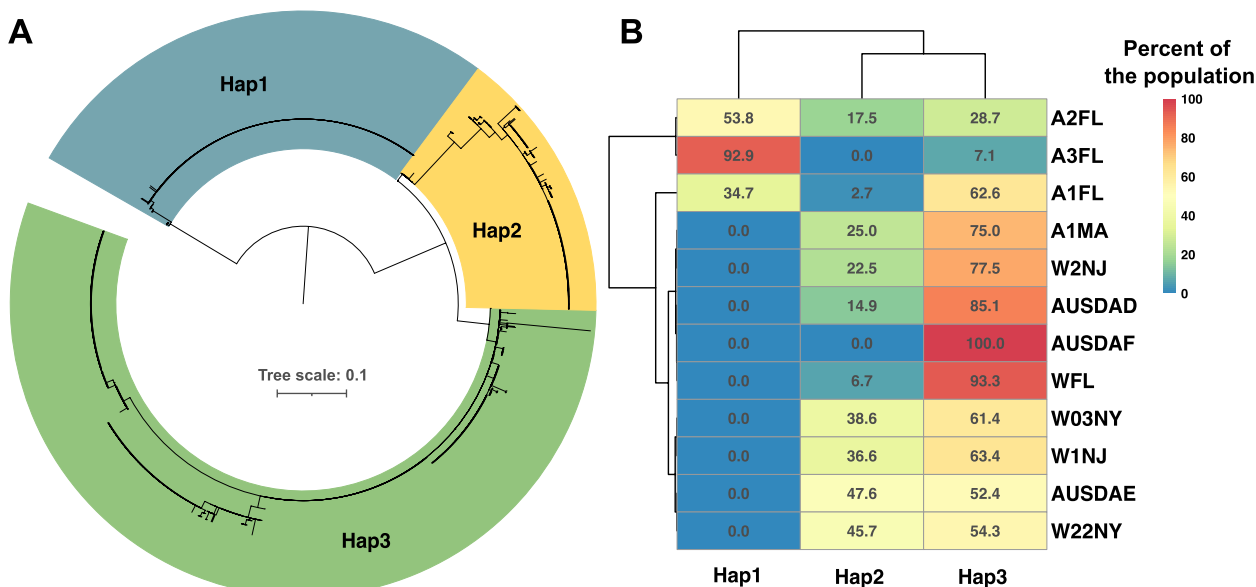 A
Hap1
Hap2
Hap3
Tree scale: 0.1
B
Percent of
the population
100
80
60
40
20
0
53.8 17.5 28.7 A2FL
92.9 0.0 7.1 A3FL
34.7 2.7 62.6 A1FL
0.0 25.0 75.0 A1MA
0.0 22.5 77.5 W2NJ
0.0 14.9 85.1 AUSDAD
0.0 0.0 100.0 AUSDAF
0.0 6.7 93.3 WFL
0.0 38.6 61.4 W03NY
0.0 36.6 63.4 W1NJ
0.0 47.6 52.4 AUSDAE
0.0 45.7 54.3 W22NY
Hap1 Hap2 Hap3